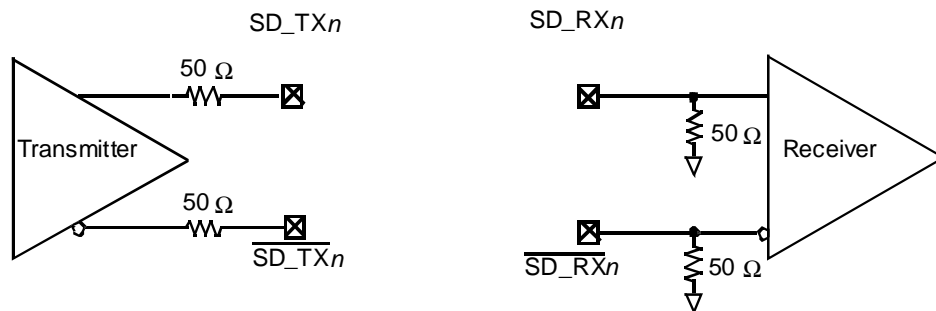 SD_TXn
SD_RXn
50 Ω
50 Ω
Transmitter
Receiver
50 Ω
SD_TXn
SD_RXn
50 Ω